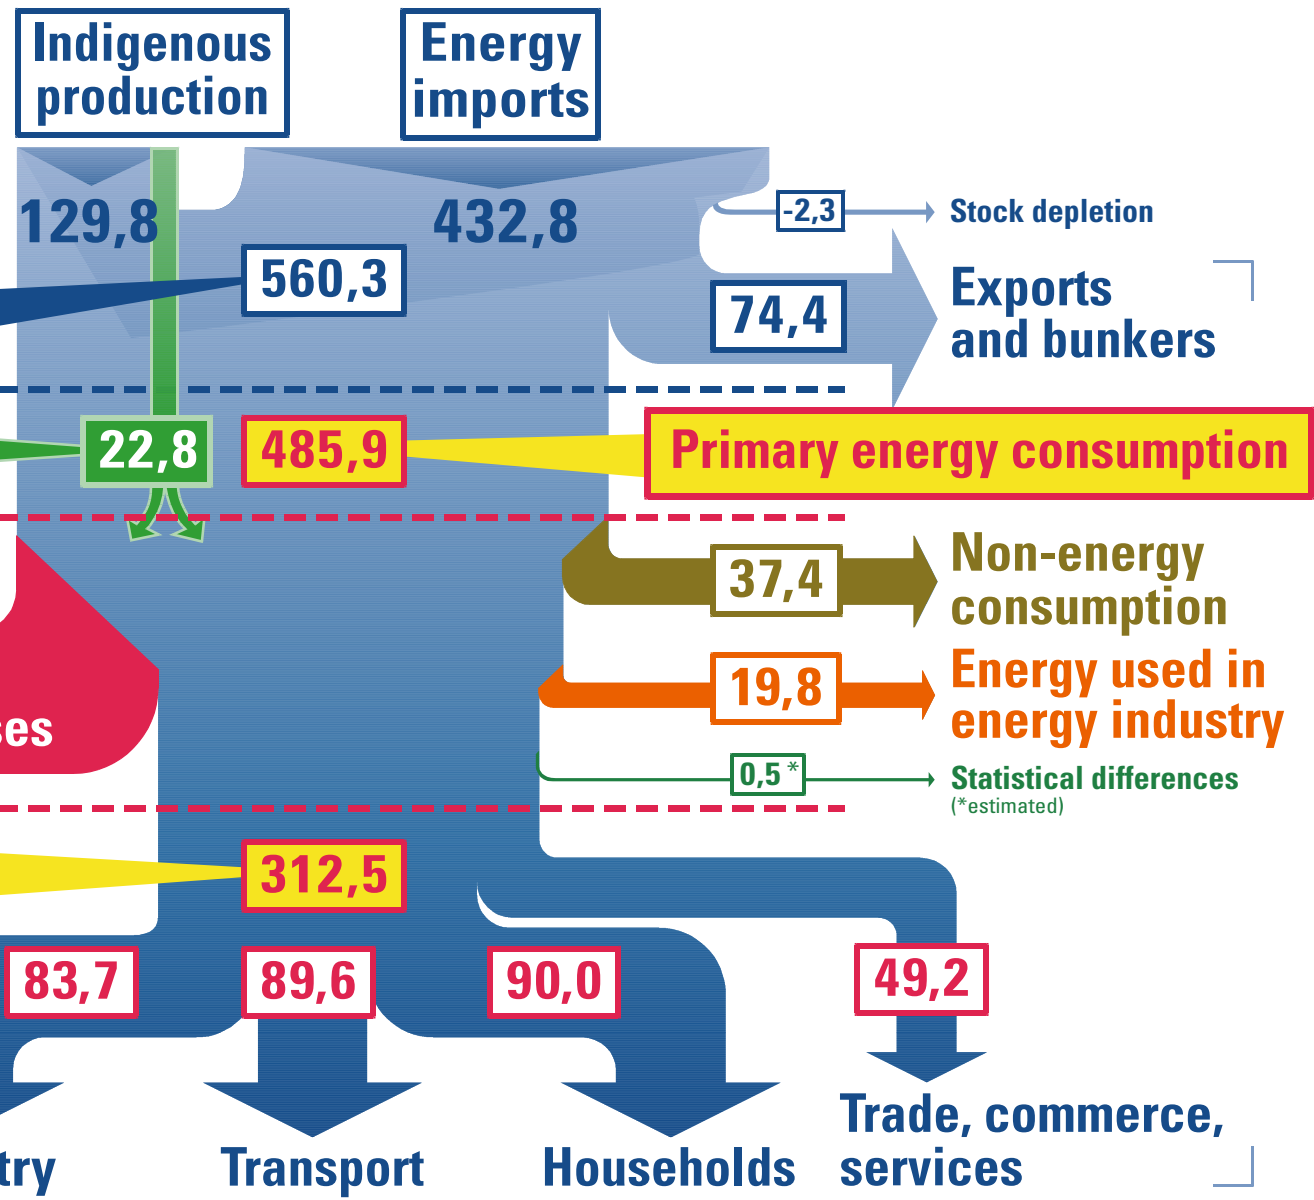 Indigenous
production
Energy
imports
129,8
432,8
-2,3
Stock depletion
560,3
74,4
Exports
and bunkers
22,8
485,9
Primary energy consumption
37,4
Non-energy
consumption
19,8
Energy used in
energy industry
ses
0,5 *
Statistical differences
(*estimated)
312,5
83,7
89,6
90,0
49,2
try
Transport
Households
Trade, commerce,
services